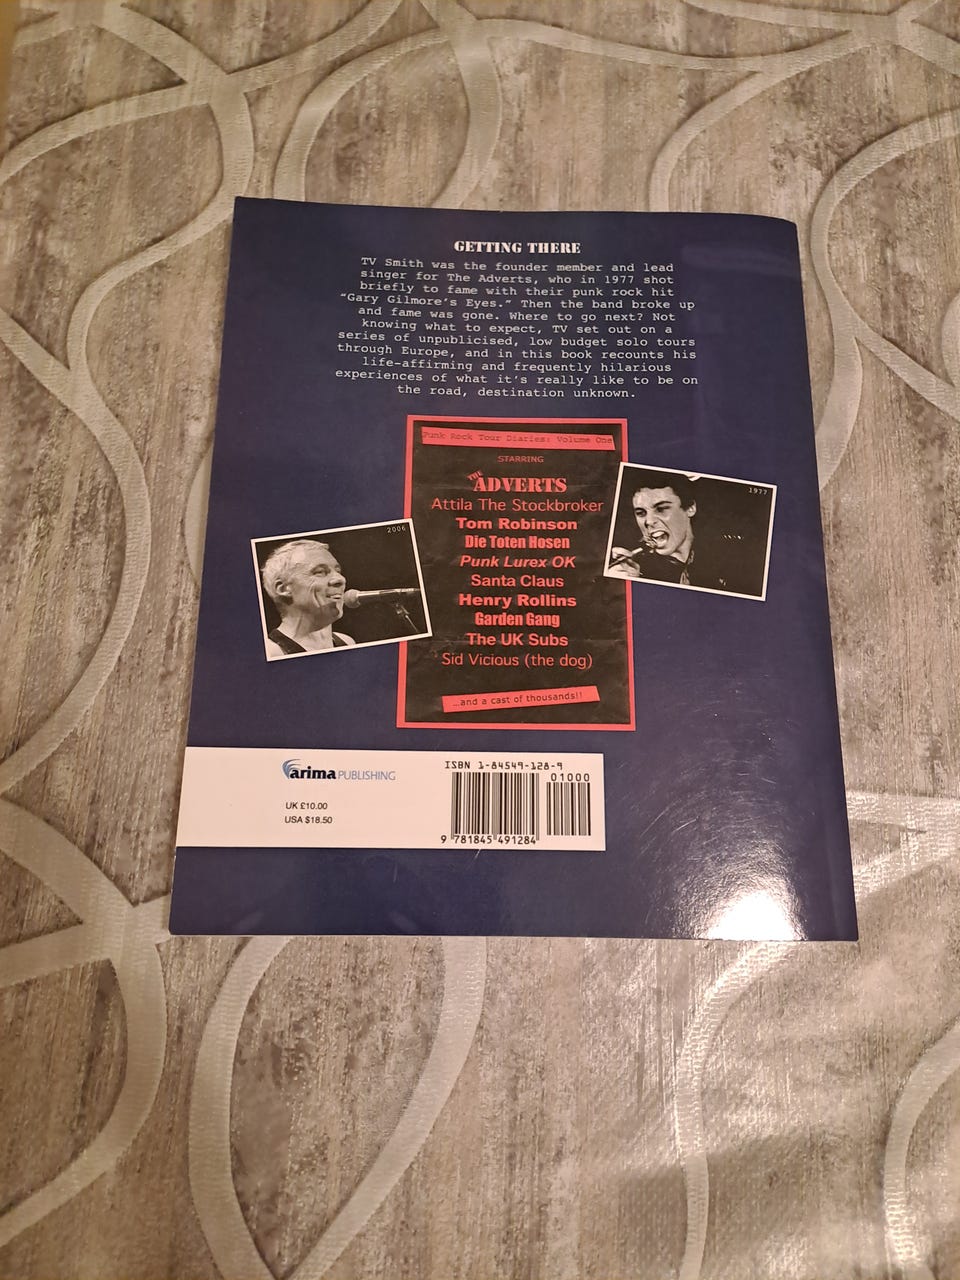 GETTING THERE
TV Smith was the founder member and lead
singer for The Adverts, who in 1977 shot
briefly to fame with their punk rock hit
“Gary Gilmore's Eyes.” Then the band broke up
and fame was gone. Where to go next? Not
knowing what to expect, TV set out on a
series of unpublicised, low budget solo tours
through Europe, and in this book recounts his
life-affirming and frequently hilarious
experiences of what it's really like to be on
the road, destination unknown.
Punk Rock Tour Diaries: Volume One
STARRING
THE
ADVERTS
Attila The Stockbroker
Tom Robinson
Die Toten Hosen
Punk Lurex OK
Santa Claus
Henry Rollins
Garden Gang
The UK Subs
Sid Vicious (the dog)
...and a cast of thousands!!
2006
1977
arima PUBLISHING
UK £10.00
USA $18.50
ISBN 1-84549-128-9
01000
9 781845 491284